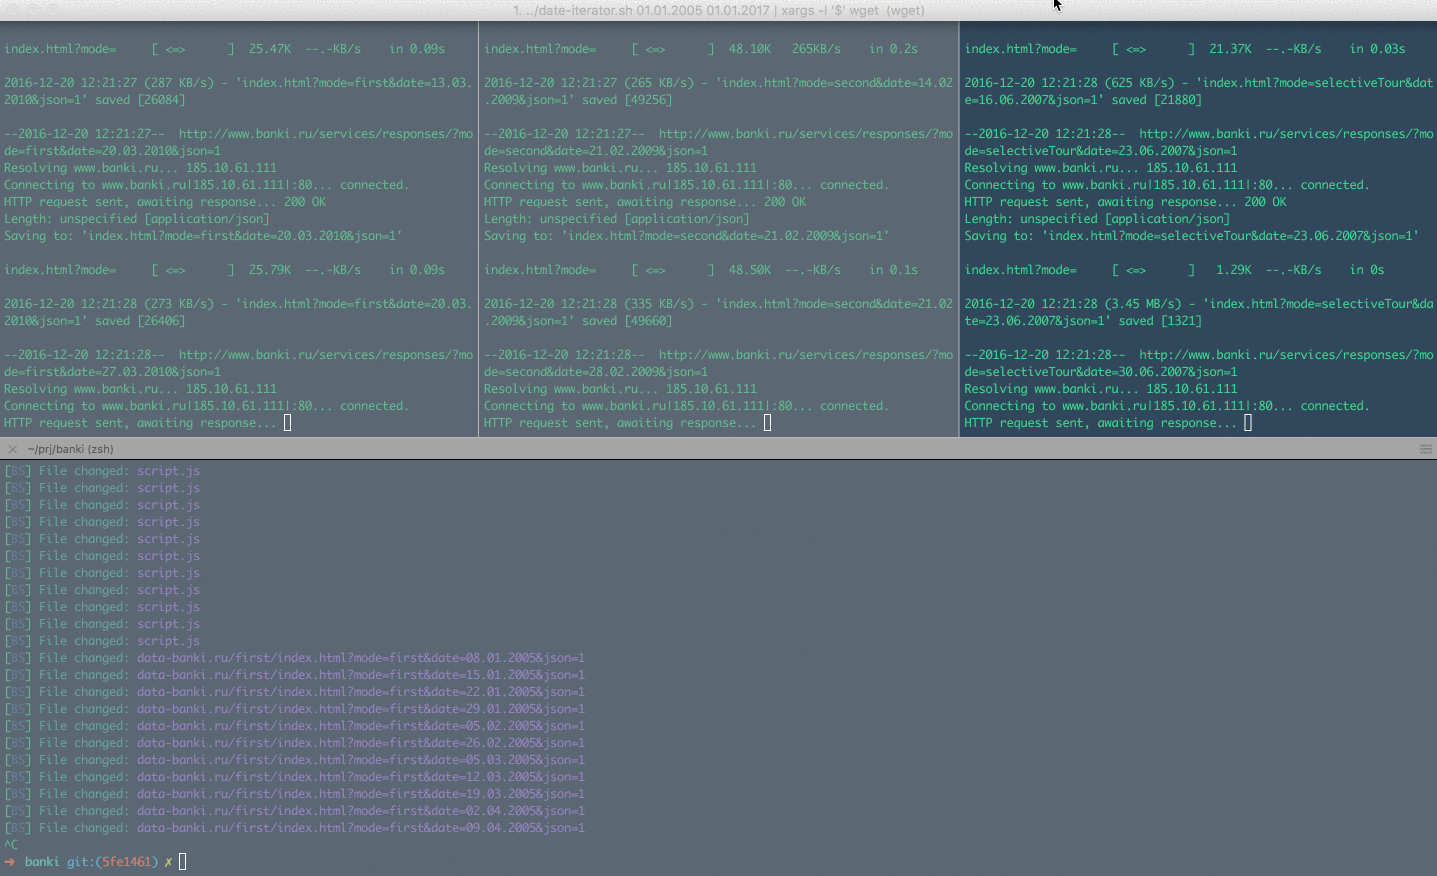 1. ../date-iterator.sh 01.01.2005 01.01.2017 | xargs -I '$' wget (wget)
index.html?mode=     [ <=>      ]  25.47K  --.-KB/s    in 0.09s
2016-12-20 12:21:27 (287 KB/s) - 'index.html?mode=first&date=13.03.
2010&json=1' saved [26084]
--2016-12-20 12:21:27--  http://www.banki.ru/services/responses/?mo
de=first&date=20.03.2010&json=1
Resolving www.banki.ru... 185.10.61.111
Connecting to www.banki.ru|185.10.61.111|:80... connected.
HTTP request sent, awaiting response... 200 OK
Length: unspecified [application/json]
Saving to: 'index.html?mode=first&date=20.03.2010&json=1'
index.html?mode=     [ <=>      ]  25.79K  --.-KB/s    in 0.09s
2016-12-20 12:21:28 (273 KB/s) - 'index.html?mode=first&date=20.03.
2010&json=1' saved [26406]
--2016-12-20 12:21:28--  http://www.banki.ru/services/responses/?mo
de=first&date=27.03.2010&json=1
Resolving www.banki.ru... 185.10.61.111
Connecting to www.banki.ru|185.10.61.111|:80... connected.
HTTP request sent, awaiting response...
index.html?mode=     [ <=>      ]  48.10K   265KB/s    in 0.2s
2016-12-20 12:21:27 (265 KB/s) - 'index.html?mode=second&date=14.02
.2009&json=1' saved [49256]
--2016-12-20 12:21:27--  http://www.banki.ru/services/responses/?mo
de=second&date=21.02.2009&json=1
Resolving www.banki.ru... 185.10.61.111
Connecting to www.banki.ru|185.10.61.111|:80... connected.
HTTP request sent, awaiting response... 200 OK
Length: unspecified [application/json]
Saving to: 'index.html?mode=second&date=21.02.2009&json=1'
index.html?mode=     [ <=>      ]  48.50K  --.-KB/s    in 0.1s
2016-12-20 12:21:28 (335 KB/s) - 'index.html?mode=second&date=21.02
.2009&json=1' saved [49660]
--2016-12-20 12:21:28--  http://www.banki.ru/services/responses/?mo
de=second&date=28.02.2009&json=1
Resolving www.banki.ru... 185.10.61.111
Connecting to www.banki.ru|185.10.61.111|:80... connected.
HTTP request sent, awaiting response...
index.html?mode=     [ <=>      ]  21.37K  --.-KB/s    in 0.03s
2016-12-20 12:21:28 (625 KB/s) - 'index.html?mode=selectiveTour&dat
e=16.06.2007&json=1' saved [21880]
--2016-12-20 12:21:28--  http://www.banki.ru/services/responses/?mo
de=selectiveTour&date=23.06.2007&json=1
Resolving www.banki.ru... 185.10.61.111
Connecting to www.banki.ru|185.10.61.111|:80... connected.
HTTP request sent, awaiting response... 200 OK
Length: unspecified [application/json]
Saving to: 'index.html?mode=selectiveTour&date=23.06.2007&json=1'
index.html?mode=     [ <=>      ]   1.29K  --.-KB/s    in 0s
2016-12-20 12:21:28 (3.45 MB/s) - 'index.html?mode=selectiveTour&da
te=23.06.2007&json=1' saved [1321]
--2016-12-20 12:21:28--  http://www.banki.ru/services/responses/?mo
de=selectiveTour&date=30.06.2007&json=1
Resolving www.banki.ru... 185.10.61.111
Connecting to www.banki.ru|185.10.61.111|:80... connected.
HTTP request sent, awaiting response...
~/prj/banki (zsh)
[BS] File changed: script.js
[BS] File changed: script.js
[BS] File changed: script.js
[BS] File changed: script.js
[BS] File changed: script.js
[BS] File changed: script.js
[BS] File changed: script.js
[BS] File changed: script.js
[BS] File changed: script.js
[BS] File changed: script.js
[BS] File changed: script.js
[BS] File changed: data-banki.ru/first/index.html?mode=first&date=08.01.2005&json=1
[BS] File changed: data-banki.ru/first/index.html?mode=first&date=15.01.2005&json=1
[BS] File changed: data-banki.ru/first/index.html?mode=first&date=22.01.2005&json=1
[BS] File changed: data-banki.ru/first/index.html?mode=first&date=29.01.2005&json=1
[BS] File changed: data-banki.ru/first/index.html?mode=first&date=05.02.2005&json=1
[BS] File changed: data-banki.ru/first/index.html?mode=first&date=26.02.2005&json=1
[BS] File changed: data-banki.ru/first/index.html?mode=first&date=05.03.2005&json=1
[BS] File changed: data-banki.ru/first/index.html?mode=first&date=12.03.2005&json=1
[BS] File changed: data-banki.ru/first/index.html?mode=first&date=19.03.2005&json=1
[BS] File changed: data-banki.ru/first/index.html?mode=first&date=02.04.2005&json=1
[BS] File changed: data-banki.ru/first/index.html?mode=first&date=09.04.2005&json=1
^C
➜ banki git:(5fe1461) ✗